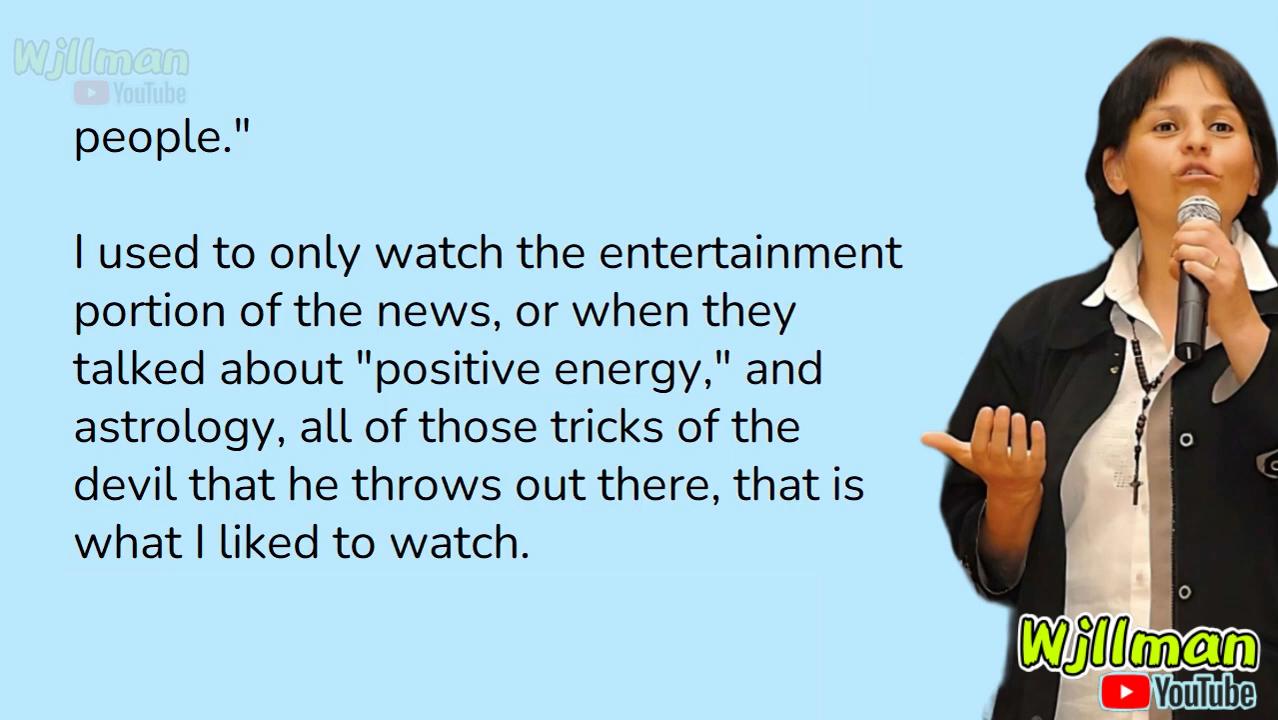 Wjllman
YouTube
people."
I used to only watch the entertainment
portion of the news, or when they
talked about "positive energy," and
astrology, all of those tricks of the
devil that he throws out there, that is
what I liked to watch.
Wjllman
YouTube